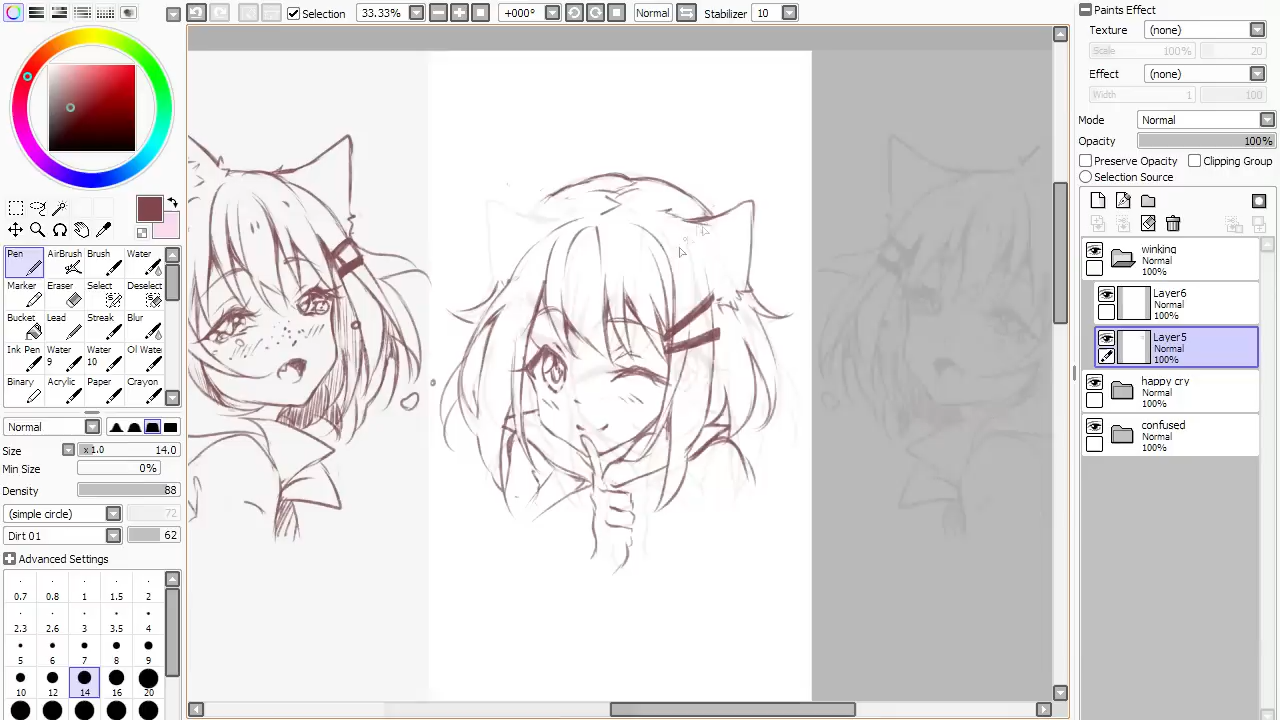 Selection 33.33% +000° Normal Stabilizer 10
Paints Effect
Texture (none)
Scale 100% 20
Effect (none)
Width 1 100
Mode Normal
Opacity 100%
Preserve Opacity Clipping Group
Selection Source
winking
Normal
100%
Layer6
Normal
100%
Layer5
Normal
100%
happy cry
Normal
100%
confused
Normal
100%
Pen AirBrush Brush Water
Marker Eraser Select Deselect
Bucket Lead Streak Blur
Ink Pen Water 9 Water 10 Oil Water
Binary Acrylic Paper Crayon
Normal
Size x1.0 14.0
Min Size 0%
Density 88
(simple circle) 72
Dirt 01 62
Advanced Settings
0.7 0.8 1 1.5 2
2.3 2.6 3 3.5 4
5 6 7 8 9
10 12 14 16 20